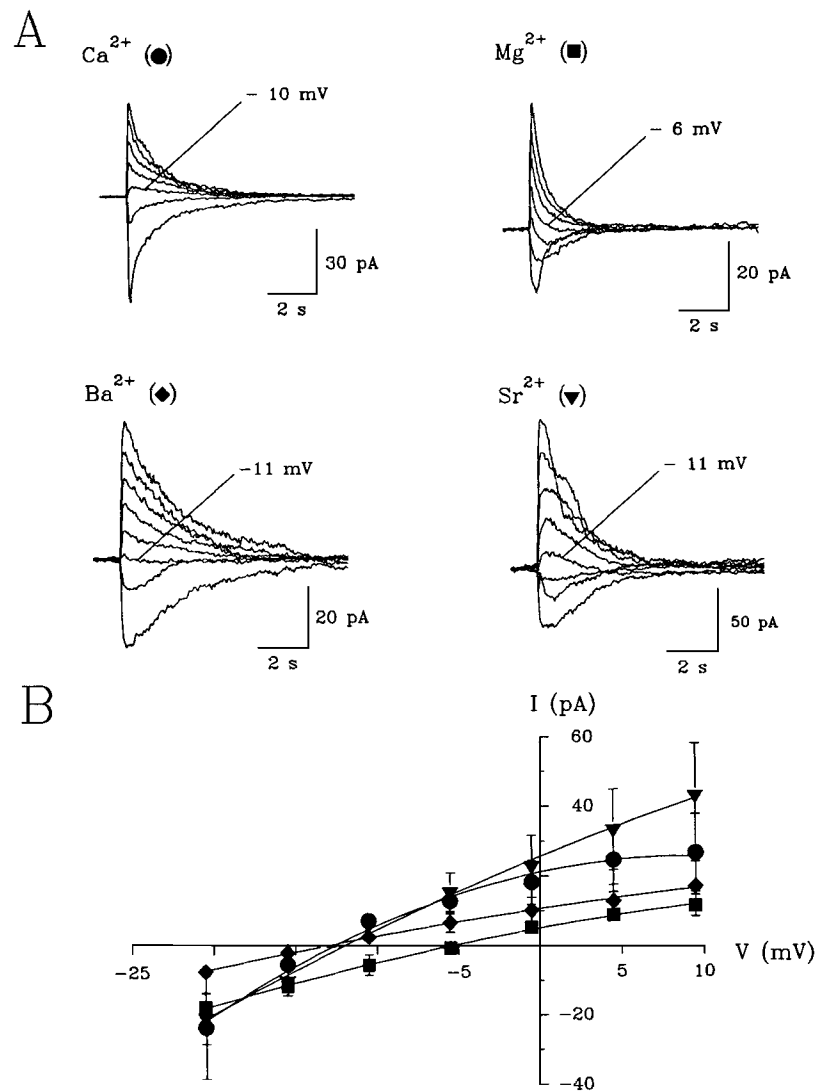 A
Ca2+ (●)
Mg2+ (■)
- 10 mV
- 6 mV
30 pA
2 s
20 pA
2 s
Ba2+ (◆)
Sr2+ (▼)
-11 mV
- 11 mV
20 pA
2 s
50 pA
2 s
B
I (pA)
60
40
-25
-5
5
10
V (mV)
-20
-40